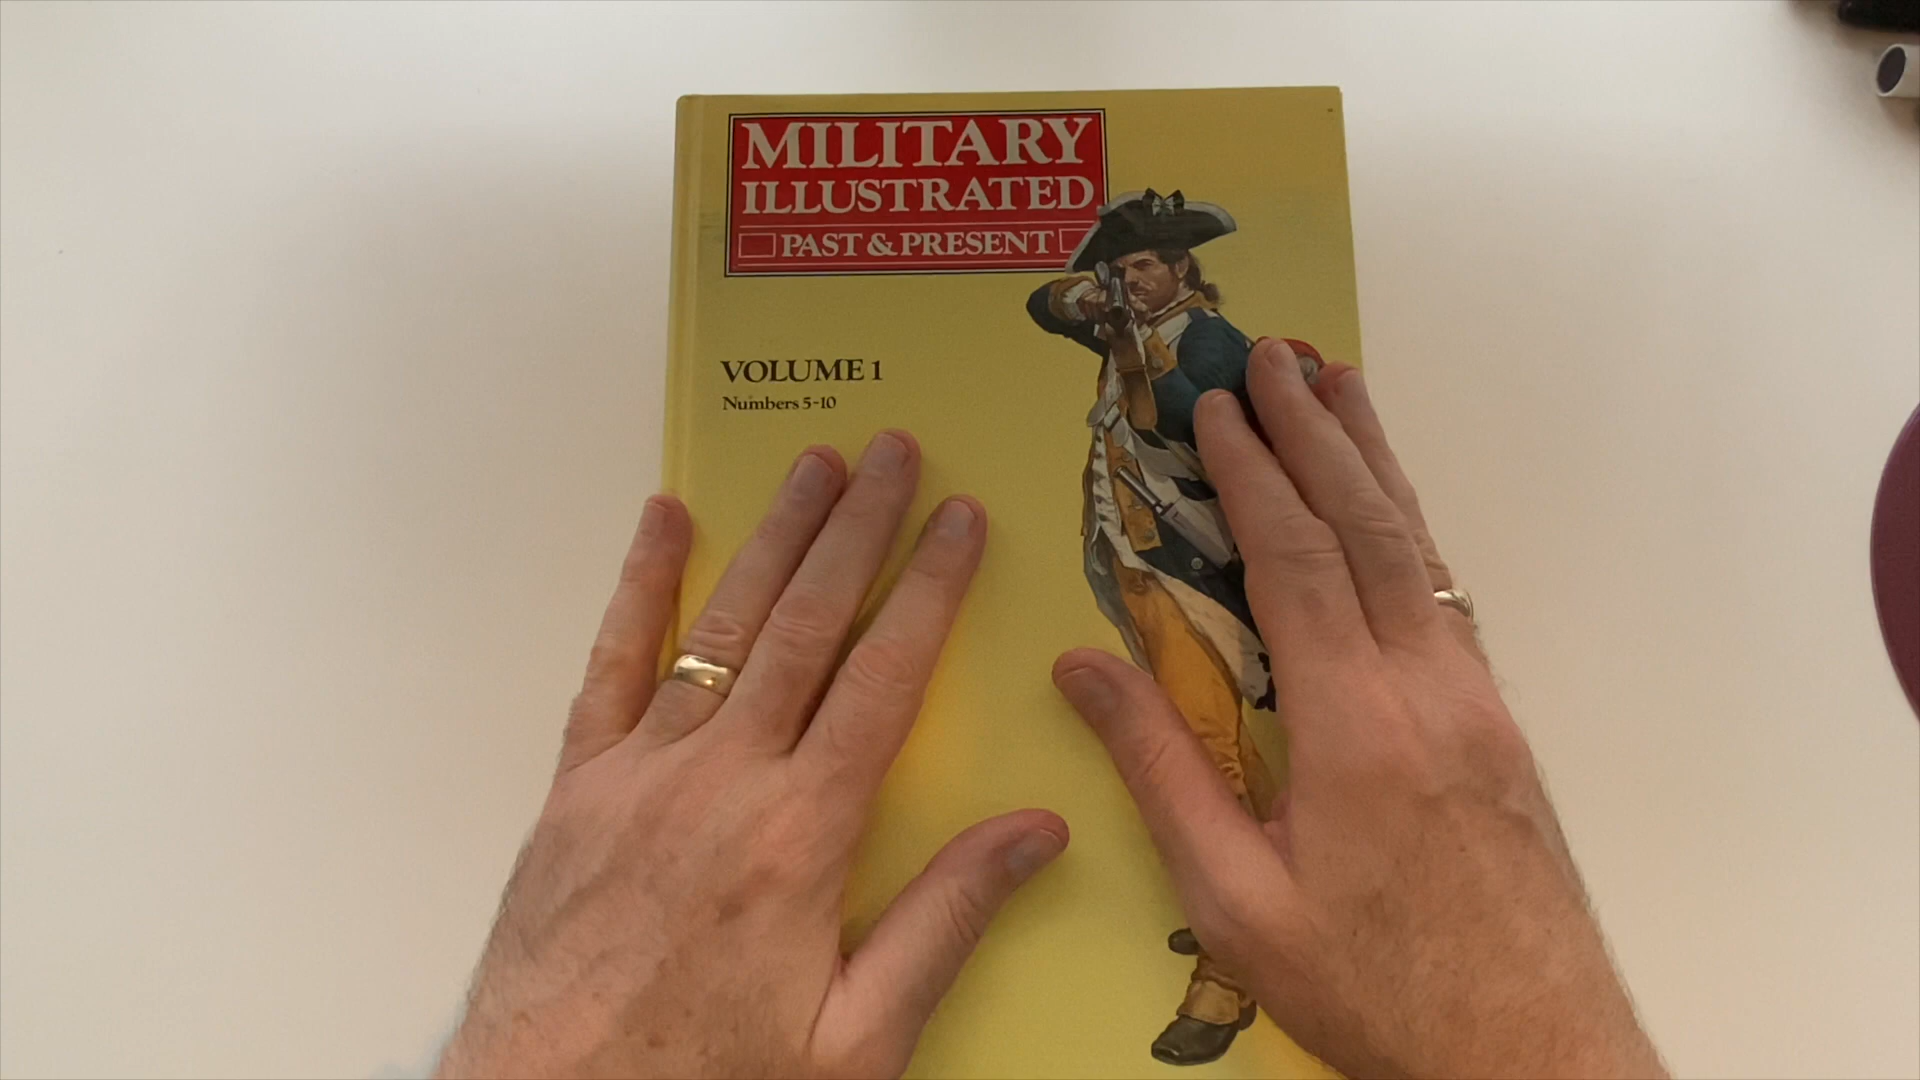 MILITARY
ILLUSTRATED
PAST & PRESENT
VOLUME 1
Numbers 5-10